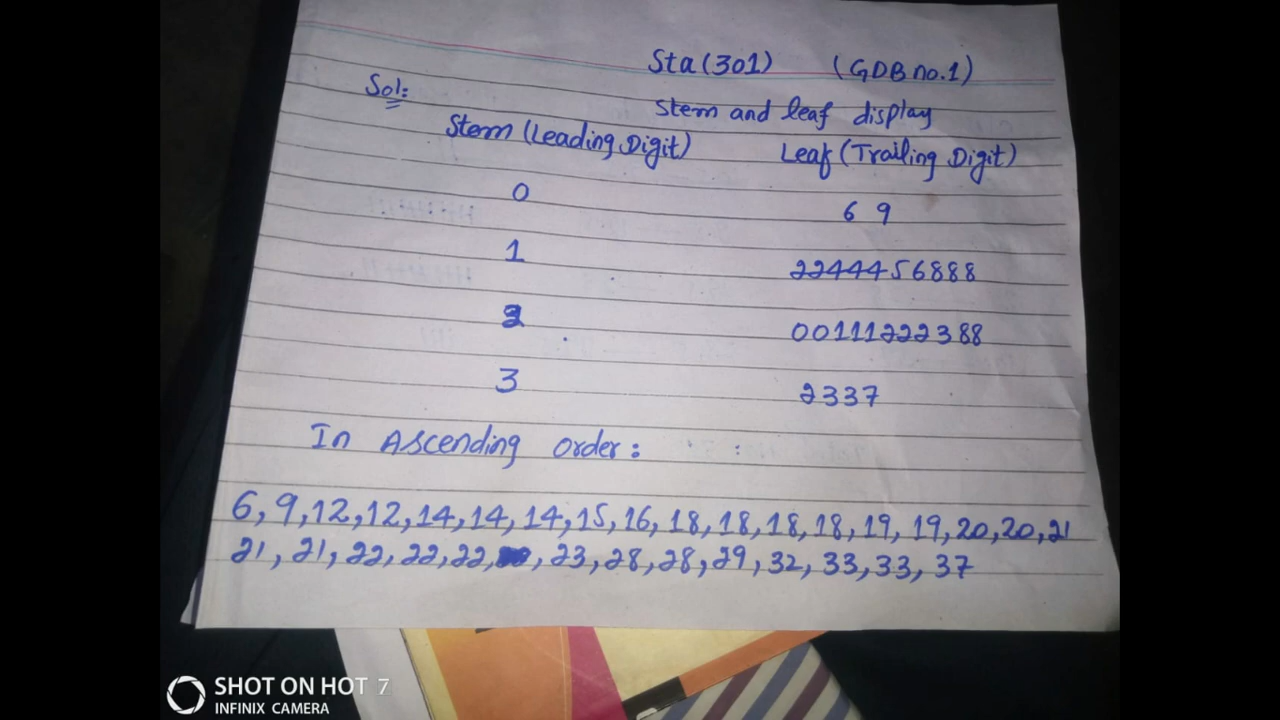 Sta (301) (GDB no.1)
Sol:
Stem and leaf display
Stem (Leading Digit) Leaf (Trailing Digit)
0 6 9
1 2244456888
2 00111222388
3 2337
In Ascending order:
6, 9, 12, 12, 14, 14, 14, 15, 16, 18, 18, 18, 18, 19, 19, 20, 20, 21
21, 21, 22, 22, 22, , 23, 28, 28, 29, 32, 33, 33, 37
SHOT ON HOT 7
INFINIX CAMERA